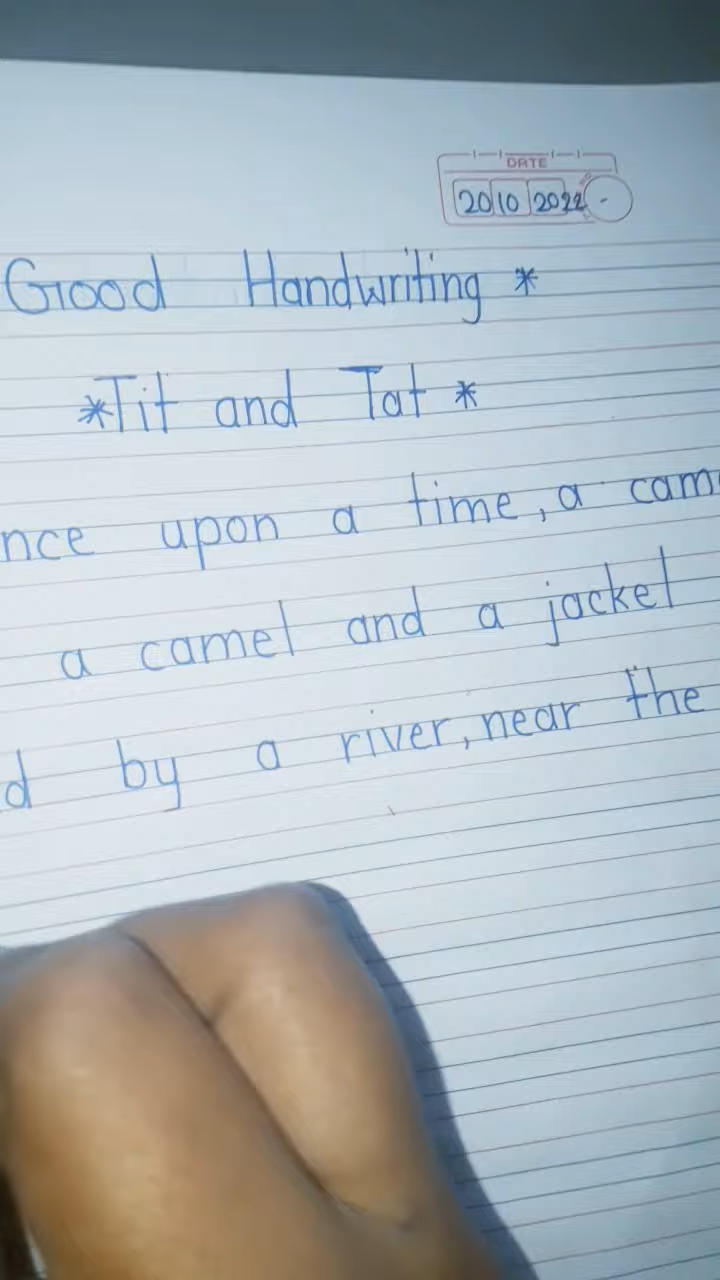 DATE
20 10 2022
Good Handwriting *
*Tit and Tat *
nce upon a time, a cam
a camel and a jackel
d by a river, near the